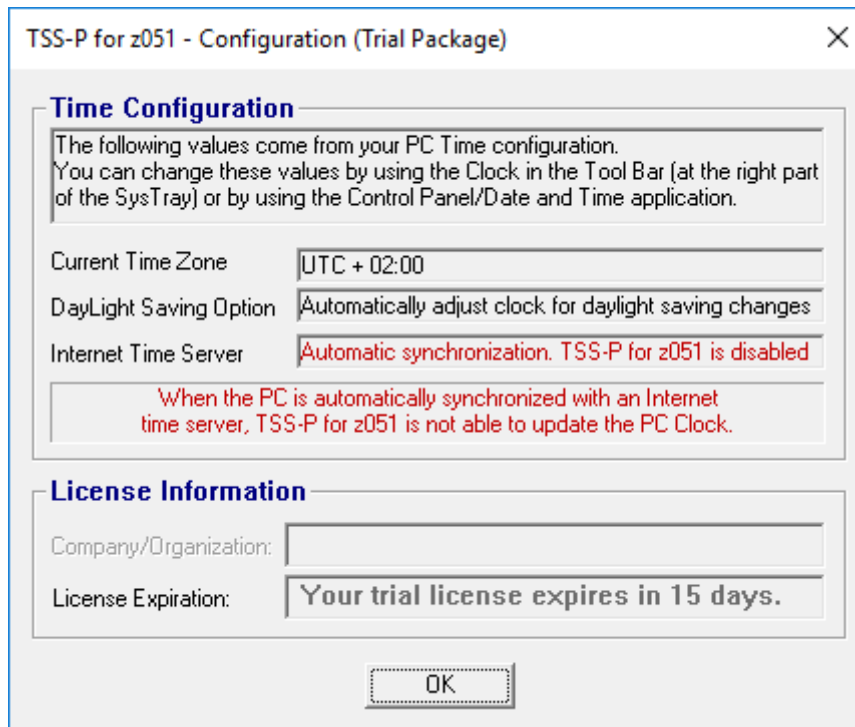 TSS-P for z051 - Configuration (Trial Package)
Time Configuration
The following values come from your PC Time configuration.
You can change these values by using the Clock in the Tool Bar (at the right part
of the SysTray) or by using the Control Panel/Date and Time application.
Current Time Zone UTC + 02:00
DayLight Saving Option Automatically adjust clock for daylight saving changes
Internet Time Server Automatic synchronization. TSS-P for z051 is disabled
When the PC is automatically synchronized with an Internet
time server, TSS-P for z051 is not able to update the PC Clock.
License Information
Company/Organization:
License Expiration: Your trial license expires in 15 days.
OK